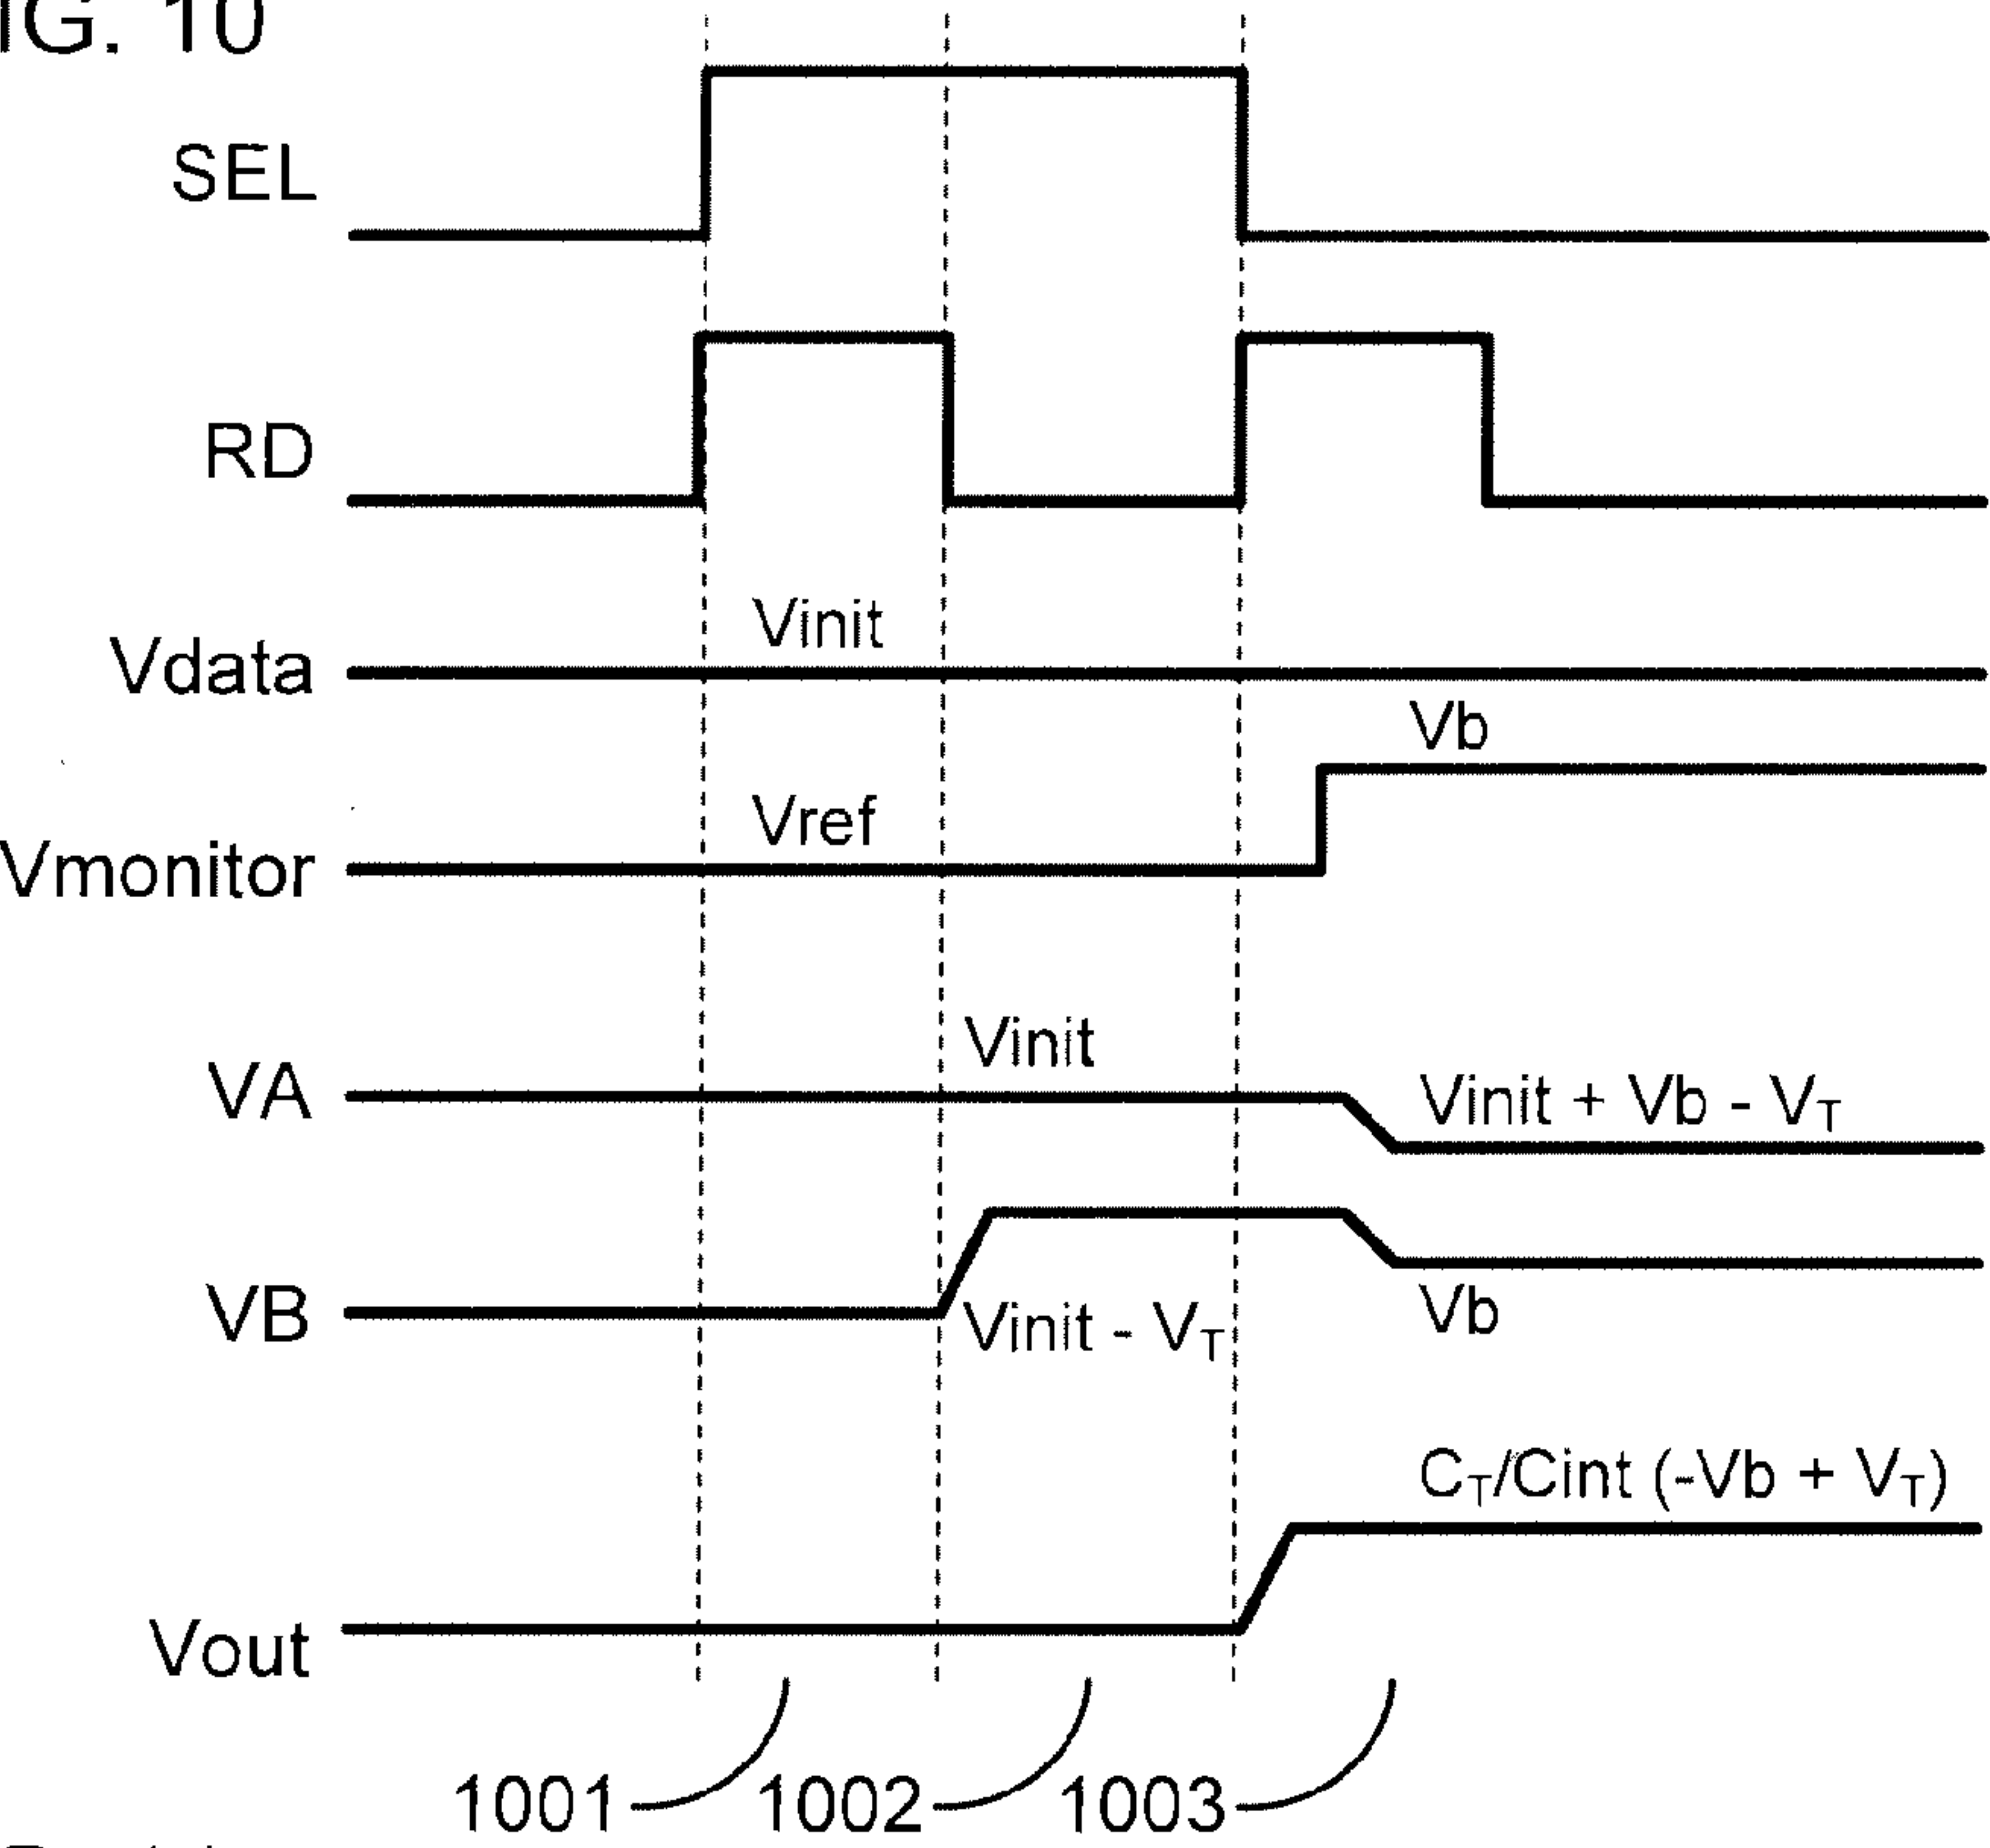 IG. 10
SEL
RD
Vinit
Vdata
Vb
Vref
Vmonitor
Vinit
VA
Vinit + Vb - V_T
VB
Vinit - V_T
Vb
C_T/Cint (-Vb + V_T)
Vout
1001
1002
1003